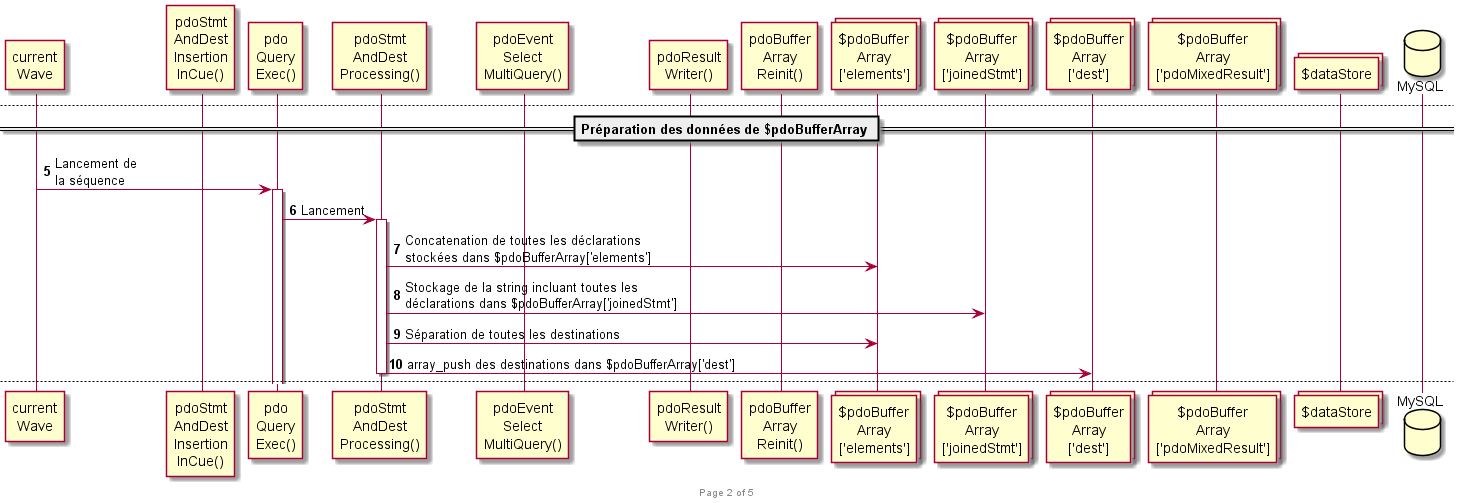 current
Wave
pdoStmt
AndDest
Insertion
InCue()
pdo
Query
Exec()
pdoStmt
AndDest
Processing()
pdoEvent
Select
MultiQuery()
pdoResult
Writer()
pdoBuffer
Array
Reinit()
$pdoBuffer
Array
['elements']
$pdoBuffer
Array
['joinedStmt']
$pdoBuffer
Array
['dest']
$pdoBuffer
Array
['pdoMixedResult']
$dataStore
MySQL
Préparation des données de $pdoBufferArray
5 Lancement de
la séquence
6 Lancement
7 Concatenation de toutes les déclarations
stockées dans $pdoBufferArray['elements']
8 Stockage de la string incluant toutes les
déclarations dans $pdoBufferArray['joinedStmt']
9 Séparation de toutes les destinations
10 array_push des destinations dans $pdoBufferArray['dest']
current
Wave
pdoStmt
AndDest
Insertion
InCue()
pdo
Query
Exec()
pdoStmt
AndDest
Processing()
pdoEvent
Select
MultiQuery()
pdoResult
Writer()
pdoBuffer
Array
Reinit()
$pdoBuffer
Array
['elements']
$pdoBuffer
Array
['joinedStmt']
$pdoBuffer
Array
['dest']
$pdoBuffer
Array
['pdoMixedResult']
$dataStore
MySQL
Page 2 of 5